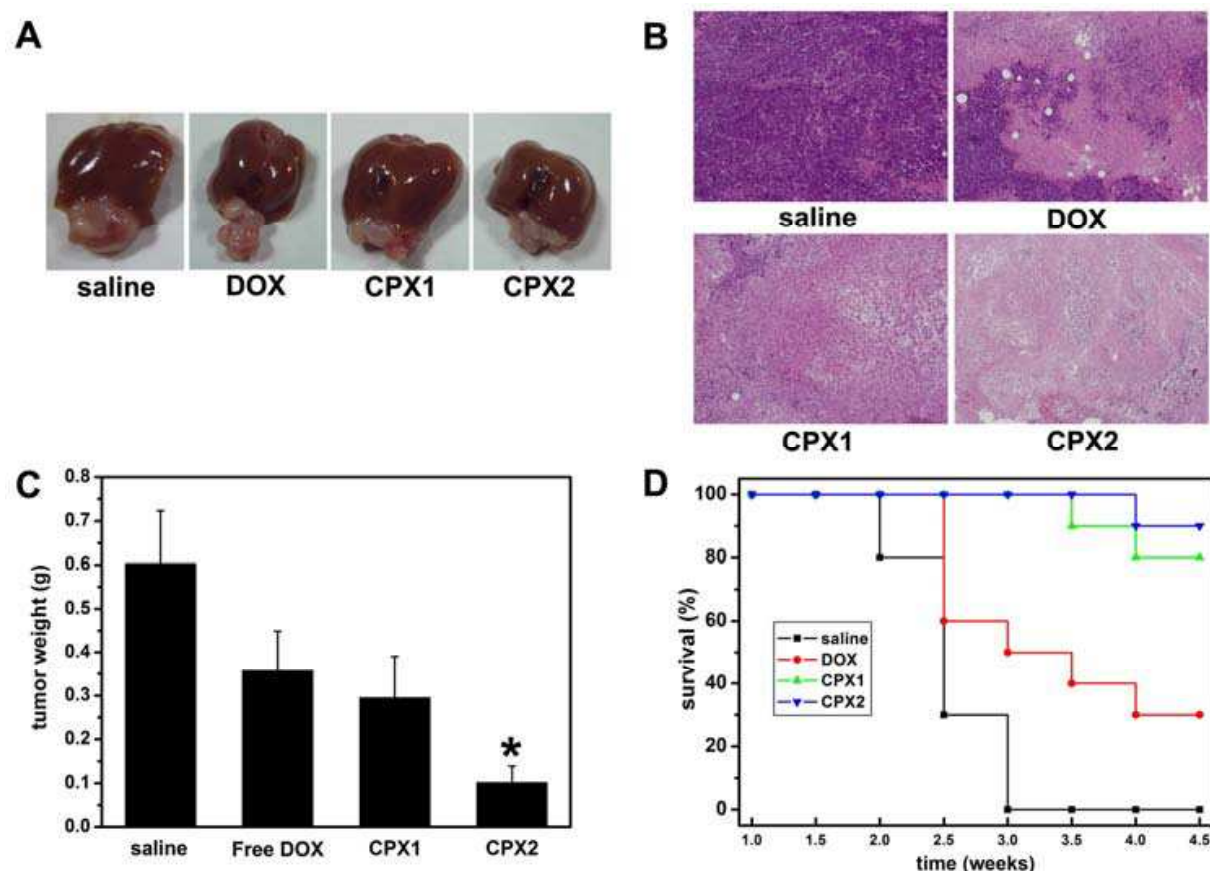 A
saline
DOX
CPX1
CPX2
B
saline
DOX
CPX1
CPX2
C
0.8
0.7
0.6
0.5
0.4
0.3
0.2
0.1
0.0
tumor weight (g)
*
saline
Free DOX
CPX1
CPX2
D
100
80
60
40
20
0
survival (%)
saline
DOX
CPX1
CPX2
1.0
1.5
2.0
2.5
3.0
3.5
4.0
4.5
time (weeks)